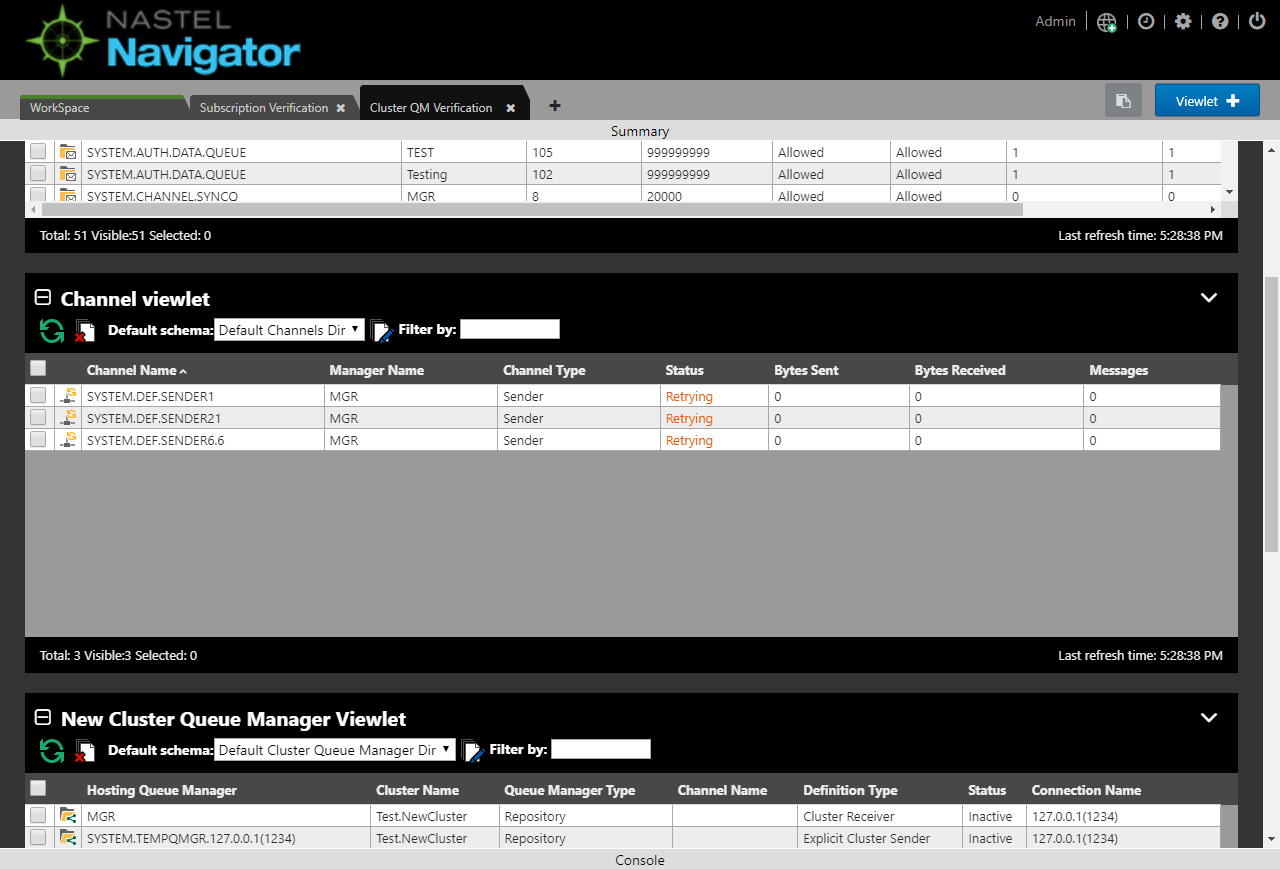 NASTEL
Navigator
Admin
WorkSpace
Subscription Verification
Cluster QM Verification
Viewlet
Summary
SYSTEM.AUTH.DATA.QUEUE TEST 105 999999999 Allowed Allowed 1 1
SYSTEM.AUTH.DATA.QUEUE Testing 102 999999999 Allowed Allowed 1 1
SYSTEM.CHANNEL.SYNCQ MGR 8 20000 Allowed Allowed 0 0
Total: 51 Visible:51 Selected: 0 Last refresh time: 5:28:38 PM
Channel viewlet
Default schema: Default Channels Dir Filter by:
Channel Name Manager Name Channel Type Status Bytes Sent Bytes Received Messages
SYSTEM.DEF.SENDER1 MGR Sender Retrying 0 0 0
SYSTEM.DEF.SENDER21 MGR Sender Retrying 0 0 0
SYSTEM.DEF.SENDER6.6 MGR Sender Retrying 0 0 0
Total: 3 Visible:3 Selected: 0 Last refresh time: 5:28:38 PM
New Cluster Queue Manager Viewlet
Default schema: Default Cluster Queue Manager Dir Filter by:
Hosting Queue Manager Cluster Name Queue Manager Type Channel Name Definition Type Status Connection Name
MGR Test.NewCluster Repository Cluster Receiver Inactive 127.0.0.1(1234)
SYSTEM.TEMPQMGR.127.0.0.1(1234) Test.NewCluster Repository Explicit Cluster Sender Inactive 127.0.0.1(1234)
Console